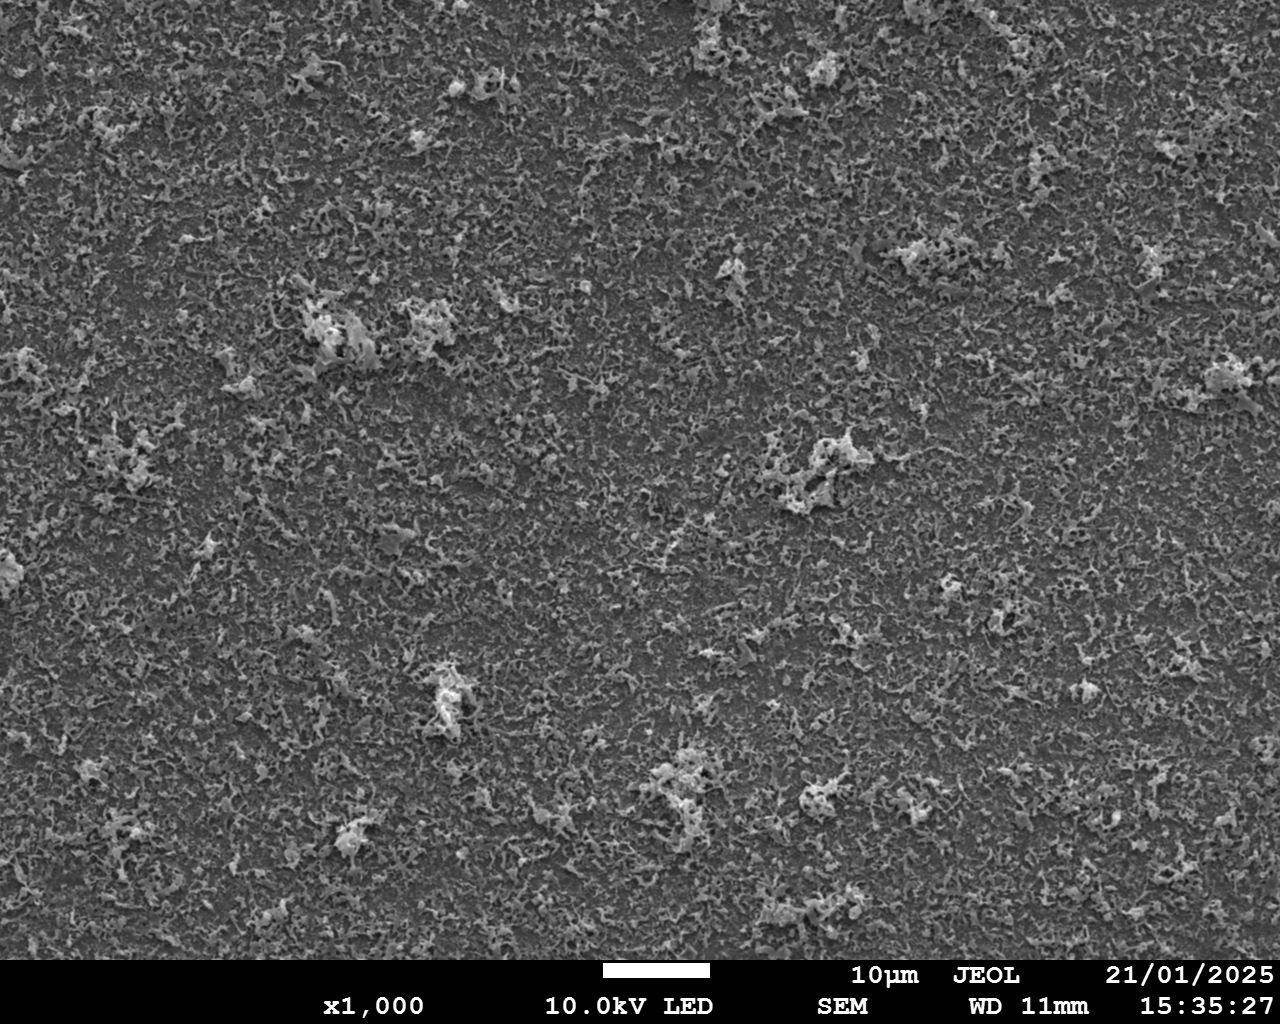 10µm JEOL 21/01/2025
x1,000 10.0kV LED SEM WD 11mm 15:35:27